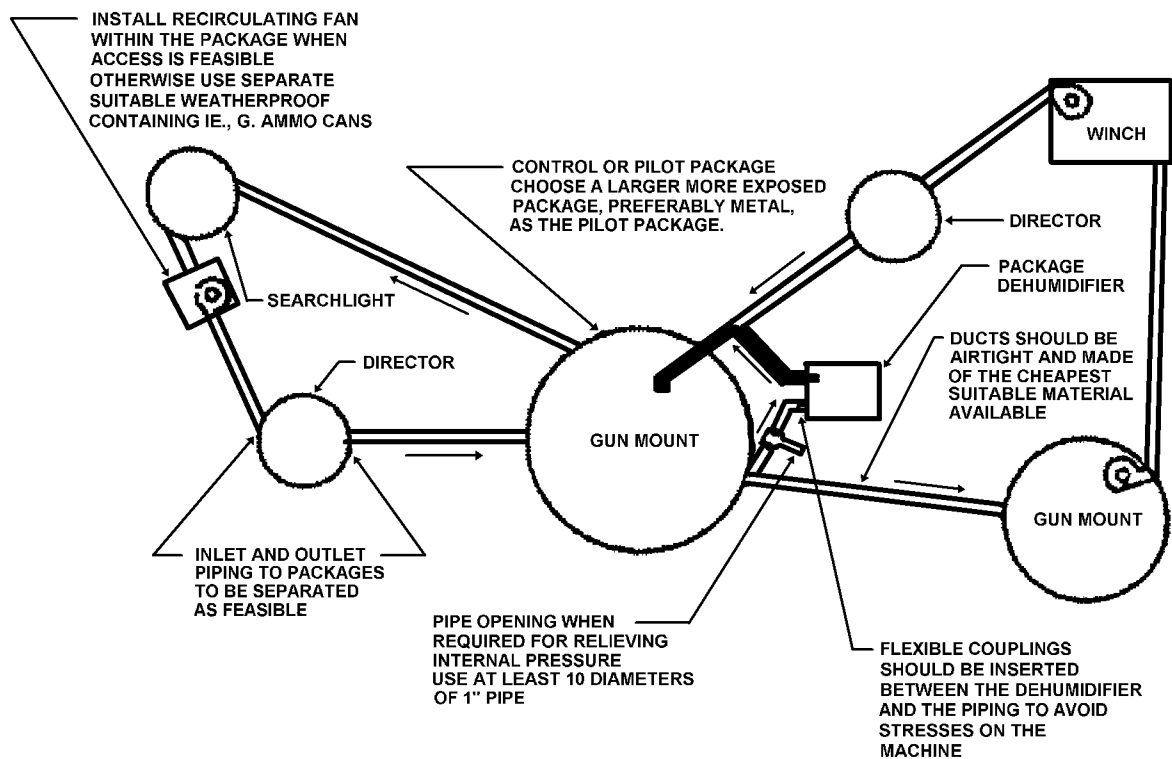 INSTALL RECIRCULATING FAN
WITHIN THE PACKAGE WHEN
ACCESS IS FEASIBLE
OTHERWISE USE SEPARATE
SUITABLE WEATHERPROOF
CONTAINING IE., G. AMMO CANS
WINCH
CONTROL OR PILOT PACKAGE
CHOOSE A LARGER MORE EXPOSED
PACKAGE, PREFERABLY METAL,
AS THE PILOT PACKAGE.
DIRECTOR
PACKAGE
DEHUMIDIFIER
SEARCHLIGHT
DUCTS SHOULD BE
AIRTIGHT AND MADE
OF THE CHEAPEST
SUITABLE MATERIAL
AVAILABLE
DIRECTOR
GUN MOUNT
GUN MOUNT
INLET AND OUTLET
PIPING TO PACKAGES
TO BE SEPARATED
AS FEASIBLE
PIPE OPENING WHEN
REQUIRED FOR RELIEVING
INTERNAL PRESSURE
USE AT LEAST 10 DIAMETERS
OF 1" PIPE
FLEXIBLE COUPLINGS
SHOULD BE INSERTED
BETWEEN THE DEHUMIDIFIER
AND THE PIPING TO AVOID
STRESSES ON THE
MACHINE